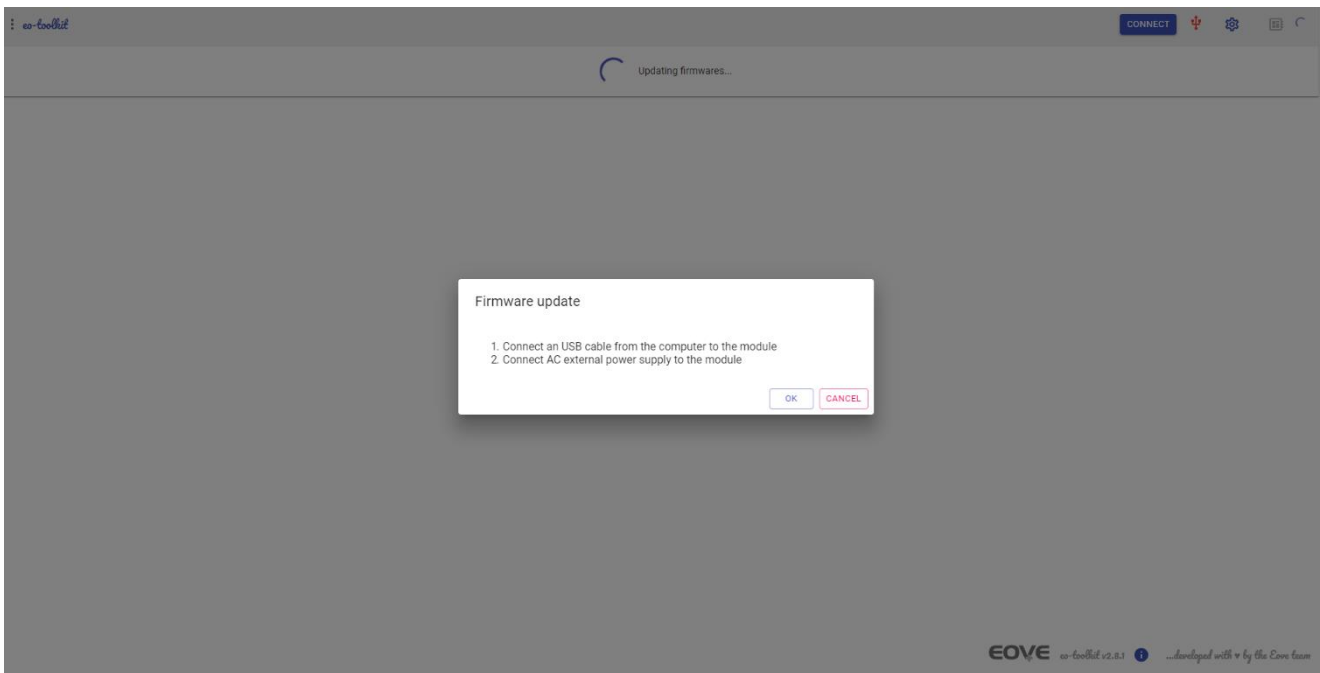 eo-toolkit
CONNECT
Updating firmwares...
Firmware update
1. Connect an USB cable from the computer to the module
2. Connect AC external power supply to the module
OK
CANCEL
EOVE eo-toolkit v2.8.1 ...developed with ♥ by the Eove team